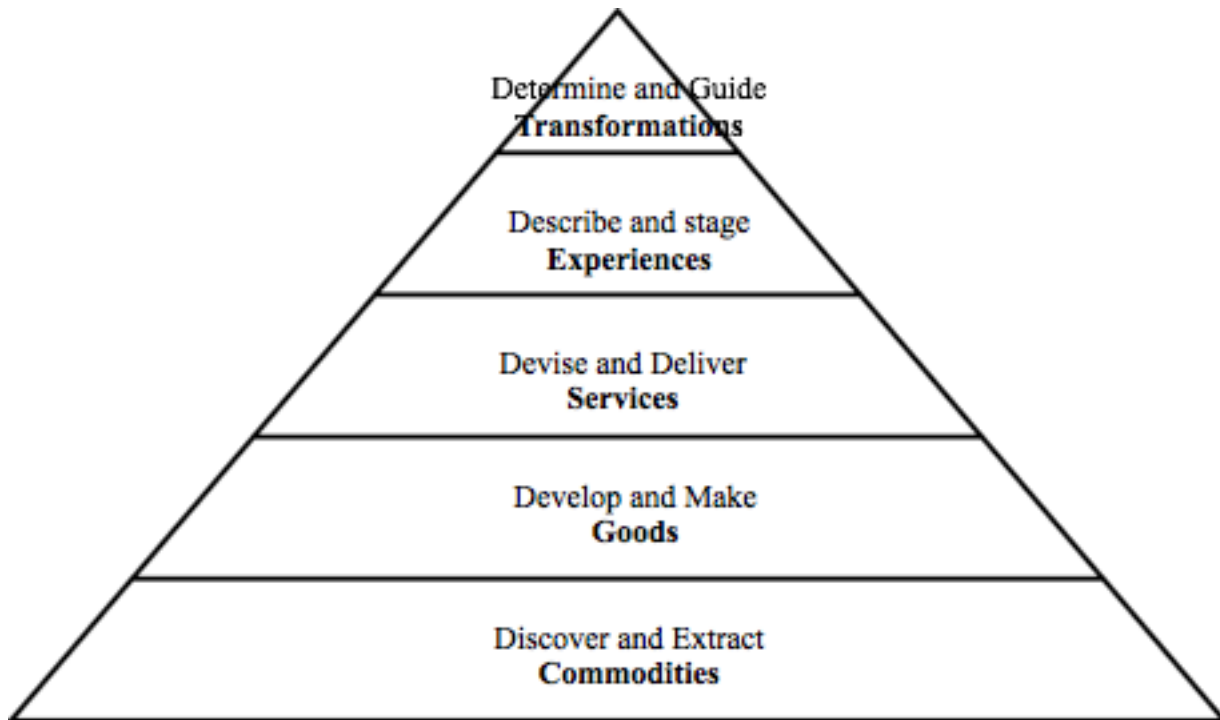 Determine and Guide
Transformations
Describe and stage
Experiences
Devise and Deliver
Services
Develop and Make
Goods
Discover and Extract
Commodities